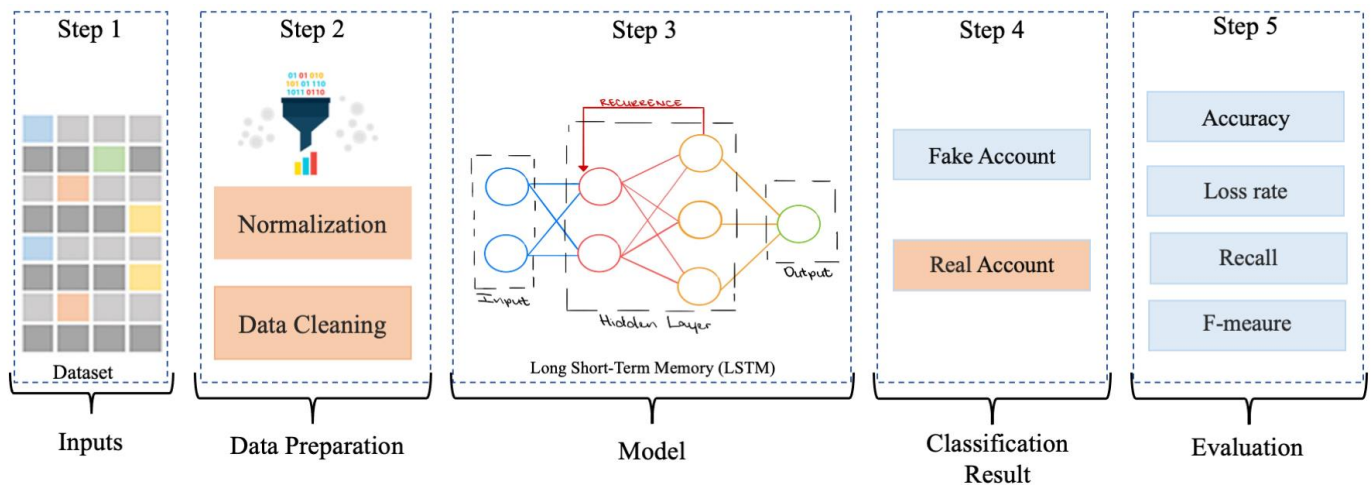 Step 1
Dataset
Inputs
Step 2
01 01 010
101 01 110
1011 0110
Normalization
Data Cleaning
Data Preparation
Step 3
RECURRENCE
Input
Hidden Layer
Output
Long Short-Term Memory (LSTM)
Model
Step 4
Fake Account
Real Account
Classification
Result
Step 5
Accuracy
Loss rate
Recall
F-meaure
Evaluation